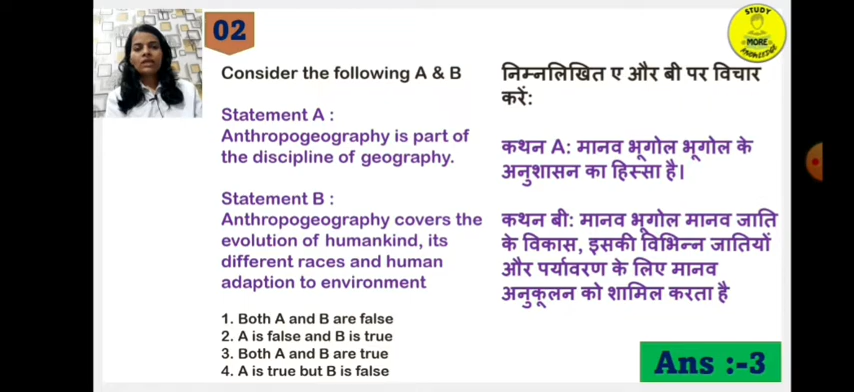 02
STUDY
MORE
KNOWLEDGE
Consider the following A & B
Statement A :
Anthropogeography is part of
the discipline of geography.
Statement B :
Anthropogeography covers the
evolution of humankind, its
different races and human
adaption to environment
1. Both A and B are false
2. A is false and B is true
3. Both A and B are true
4. A is true but B is false
निम्नलिखित ए और बी पर विचार
करें:
कथन A: मानव भूगोल भूगोल के
अनुशासन का हिस्सा है।
कथन बी: मानव भूगोल मानव जाति
के विकास, इसकी विभिन्न जातियों
और पर्यावरण के लिए मानव
अनुकूलन को शामिल करता है
Ans :-3